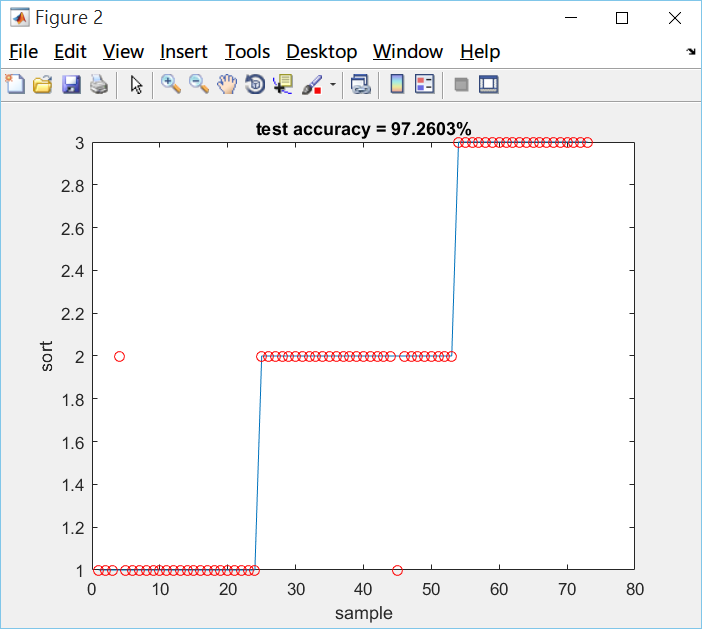 Figure 2
File Edit View Insert Tools Desktop Window Help
test accuracy = 97.2603%
3
2.8
2.6
2.4
2.2
2
1.8
1.6
1.4
1.2
1
sort
0 10 20 30 40 50 60 70 80
sample